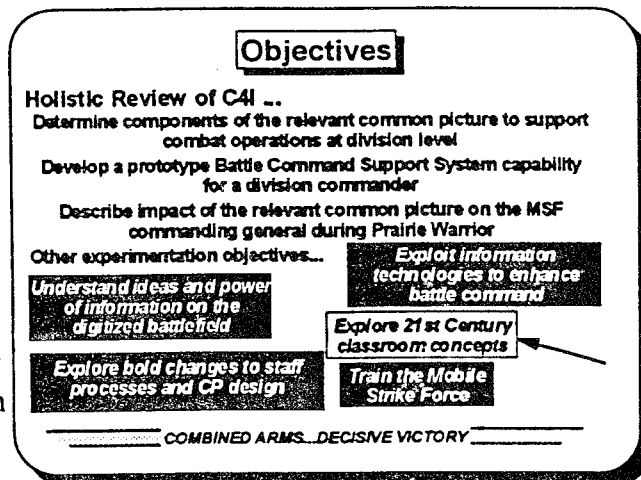 Objectives
Holistic Review of C4I ...
Determine components of the relevant common picture to support
combat operations at division level
Develop a prototype Battle Command Support System capability
for a division commander
Describe impact of the relevant common picture on the MSF
commanding general during Prairie Warrior
Other experimentation objectives...
Exploit information
technologies to enhance
battle command
Understand ideas and power
of information on the
digitized battlefield
Explore 21st Century
classroom concepts
Explore bold changes to staff
processes and CP design
Train the Mobile
Strike Force
COMBINED ARMS...DECISIVE VICTORY